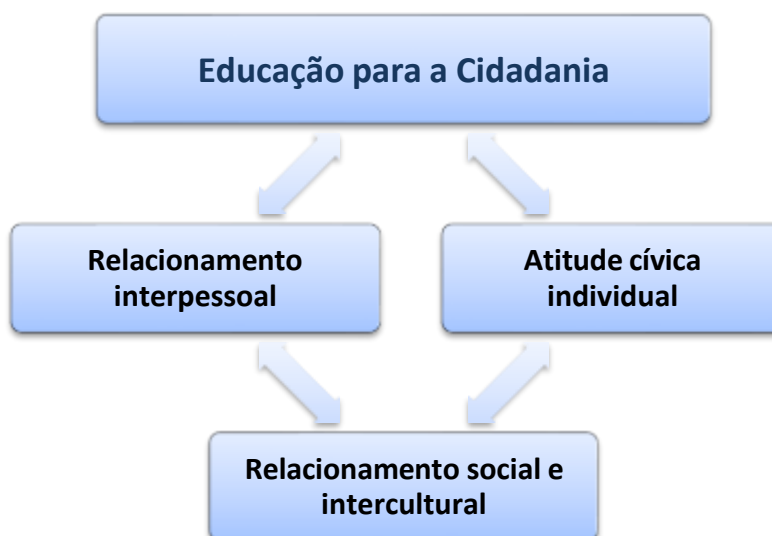 Educação para a Cidadania
Relacionamento
interpessoal
Atitude cívica
individual
Relacionamento social e
intercultural